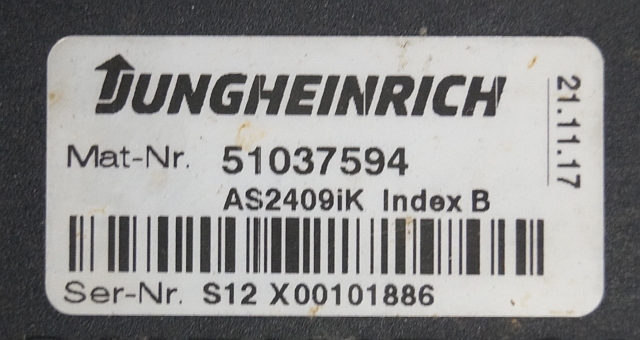 JUNGHEINRICH
Mat-Nr. 51037594
AS2409iK Index B
Ser-Nr. S12 X00101886
21.11.17